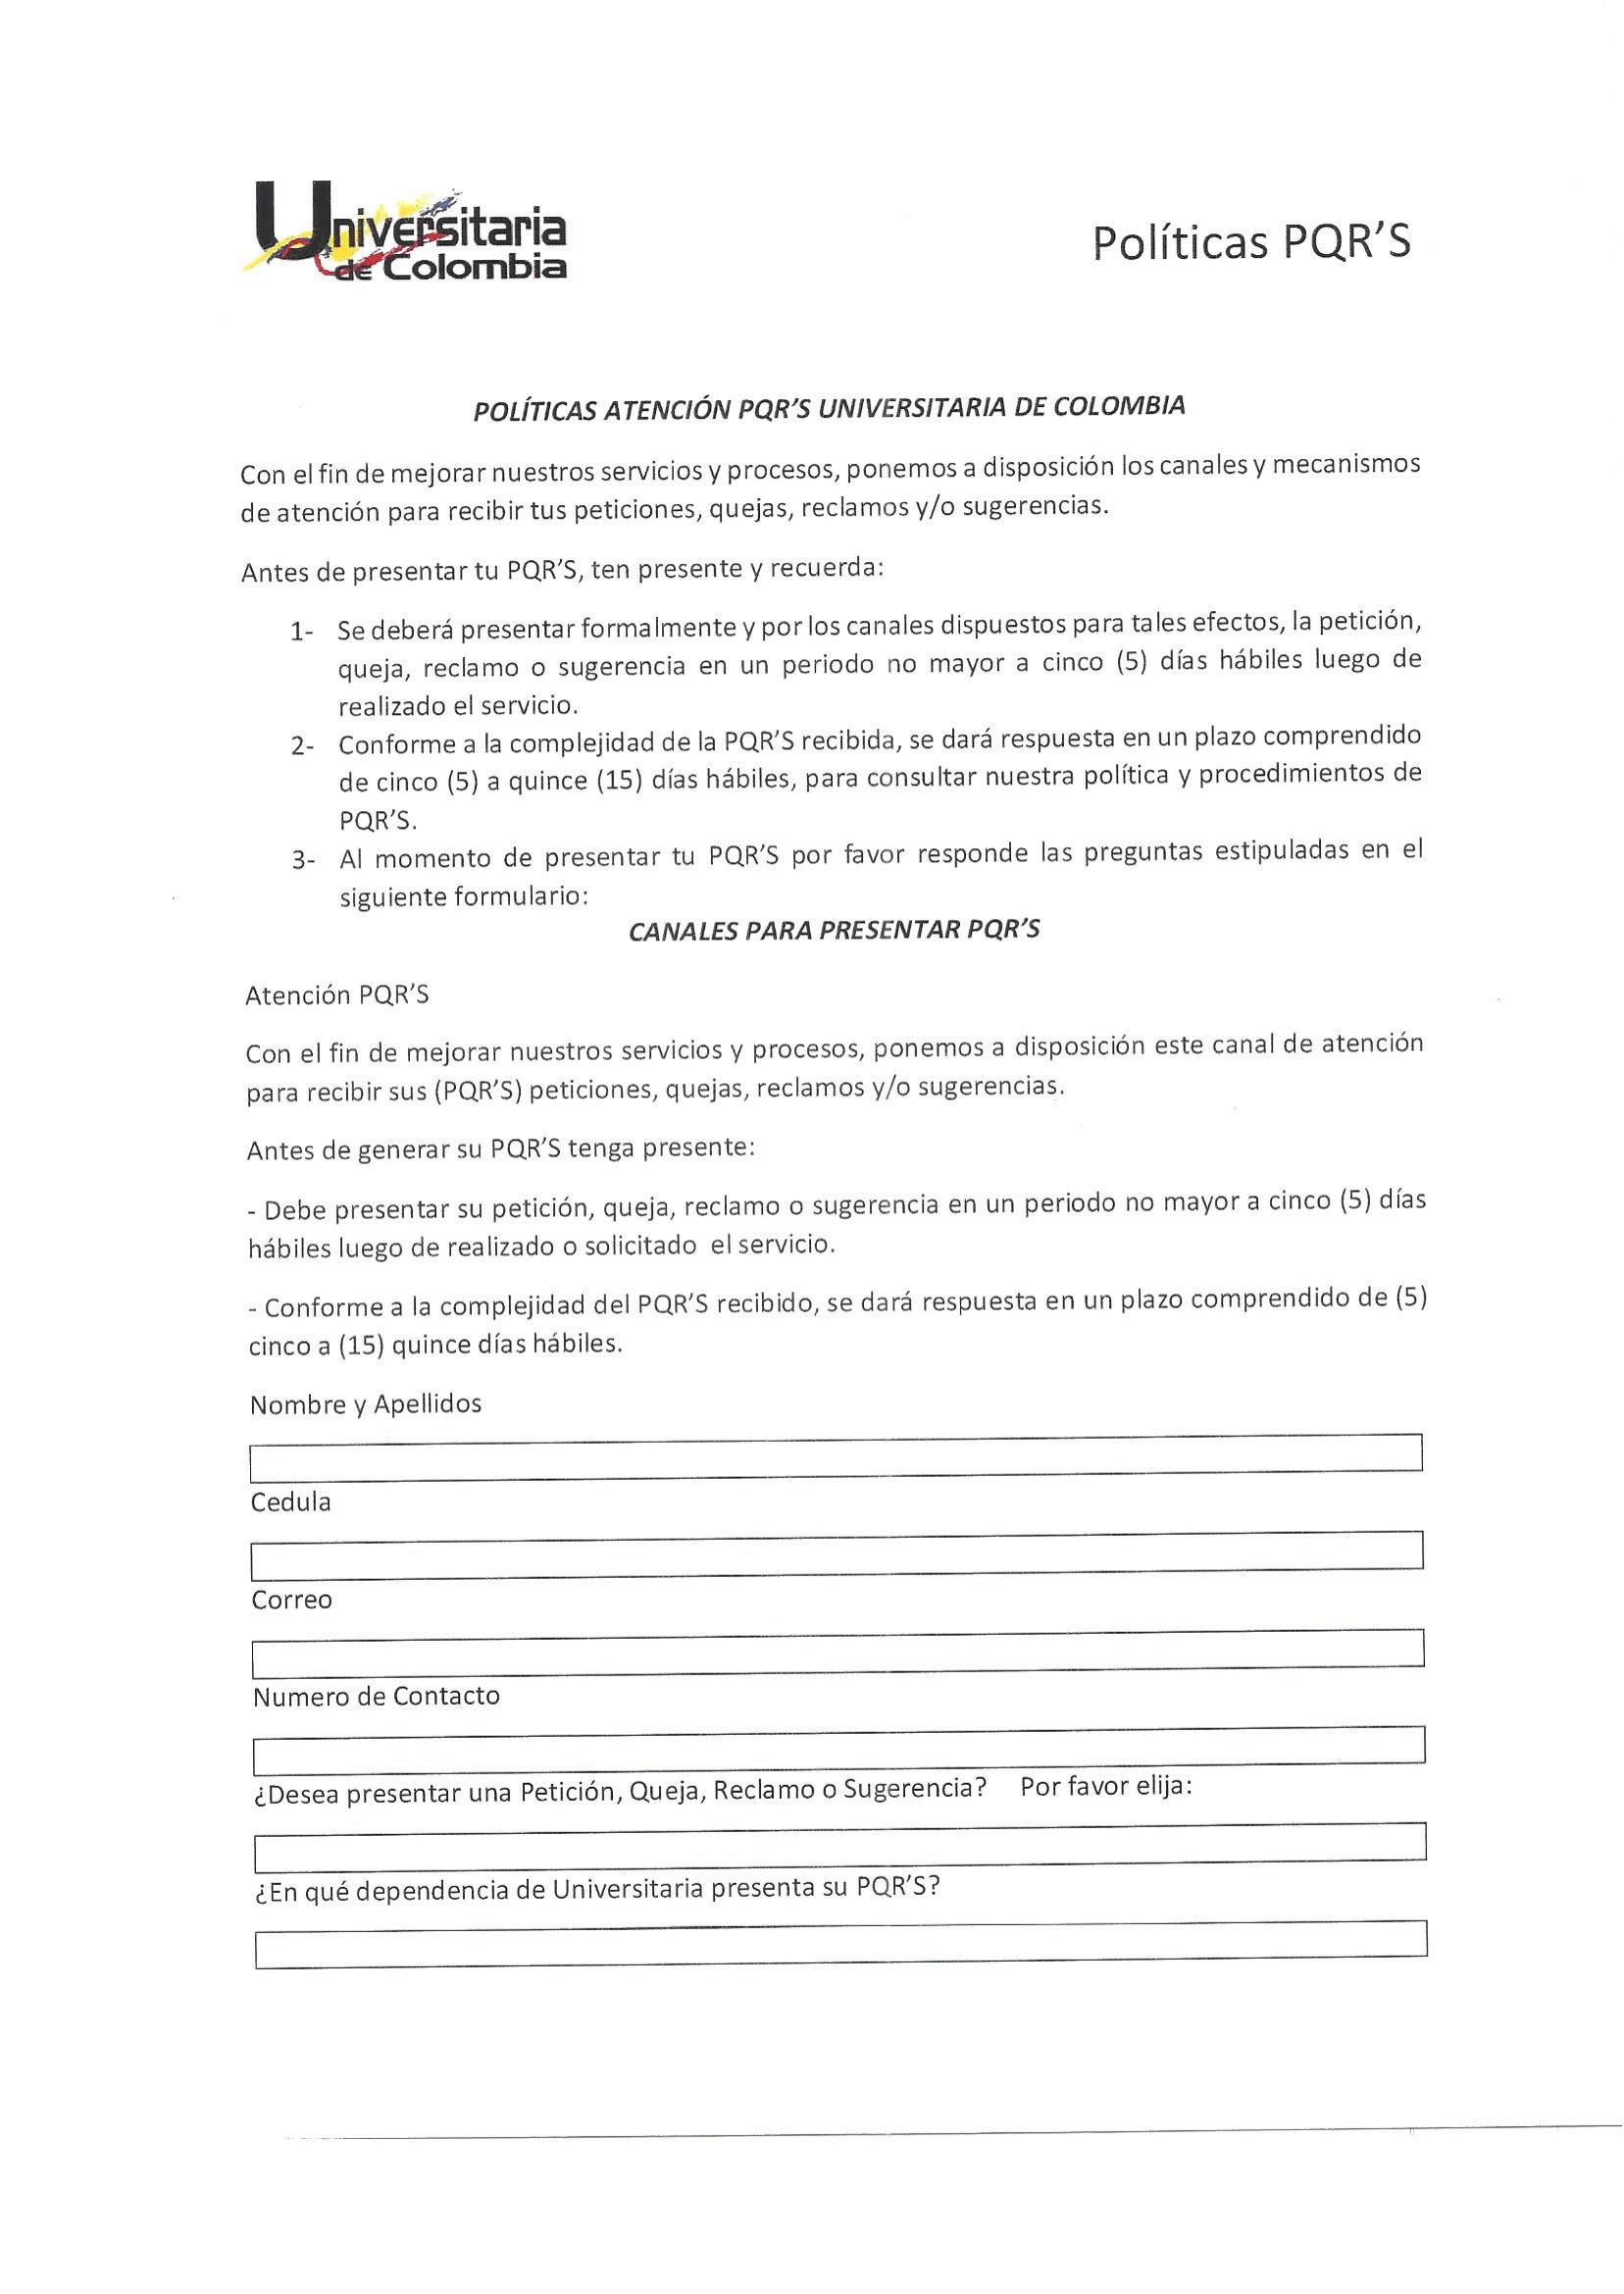 Universitaria
de Colombia
Políticas PQR'S
POLÍTICAS ATENCIÓN PQR'S UNIVERSITARIA DE COLOMBIA
Con el fin de mejorar nuestros servicios y procesos, ponemos a disposición los canales y mecanismos
de atención para recibir tus peticiones, quejas, reclamos y/o sugerencias.
Antes de presentar tu PQR'S, ten presente y recuerda:
1- Se deberá presentar formalmente y por los canales dispuestos para tales efectos, la petición,
queja, reclamo o sugerencia en un periodo no mayor a cinco (5) días hábiles luego de
realizado el servicio.
2- Conforme a la complejidad de la PQR'S recibida, se dará respuesta en un plazo comprendido
de cinco (5) a quince (15) días hábiles, para consultar nuestra política y procedimientos de
PQR'S.
3- Al momento de presentar tu PQR'S por favor responde las preguntas estipuladas en el
siguiente formulario:
CANALES PARA PRESENTAR PQR'S
Atención PQR'S
Con el fin de mejorar nuestros servicios y procesos, ponemos a disposición este canal de atención
para recibir sus (PQR'S) peticiones, quejas, reclamos y/o sugerencias.
Antes de generar su PQR'S tenga presente:
- Debe presentar su petición, queja, reclamo o sugerencia en un periodo no mayor a cinco (5) días
hábiles luego de realizado o solicitado el servicio.
- Conforme a la complejidad del PQR'S recibido, se dará respuesta en un plazo comprendido de (5)
cinco a (15) quince días hábiles.
Nombre y Apellidos
Cedula
Correo
Numero de Contacto
¿Desea presentar una Petición, Queja, Reclamo o Sugerencia? Por favor elija:
¿En qué dependencia de Universitaria presenta su PQR'S?